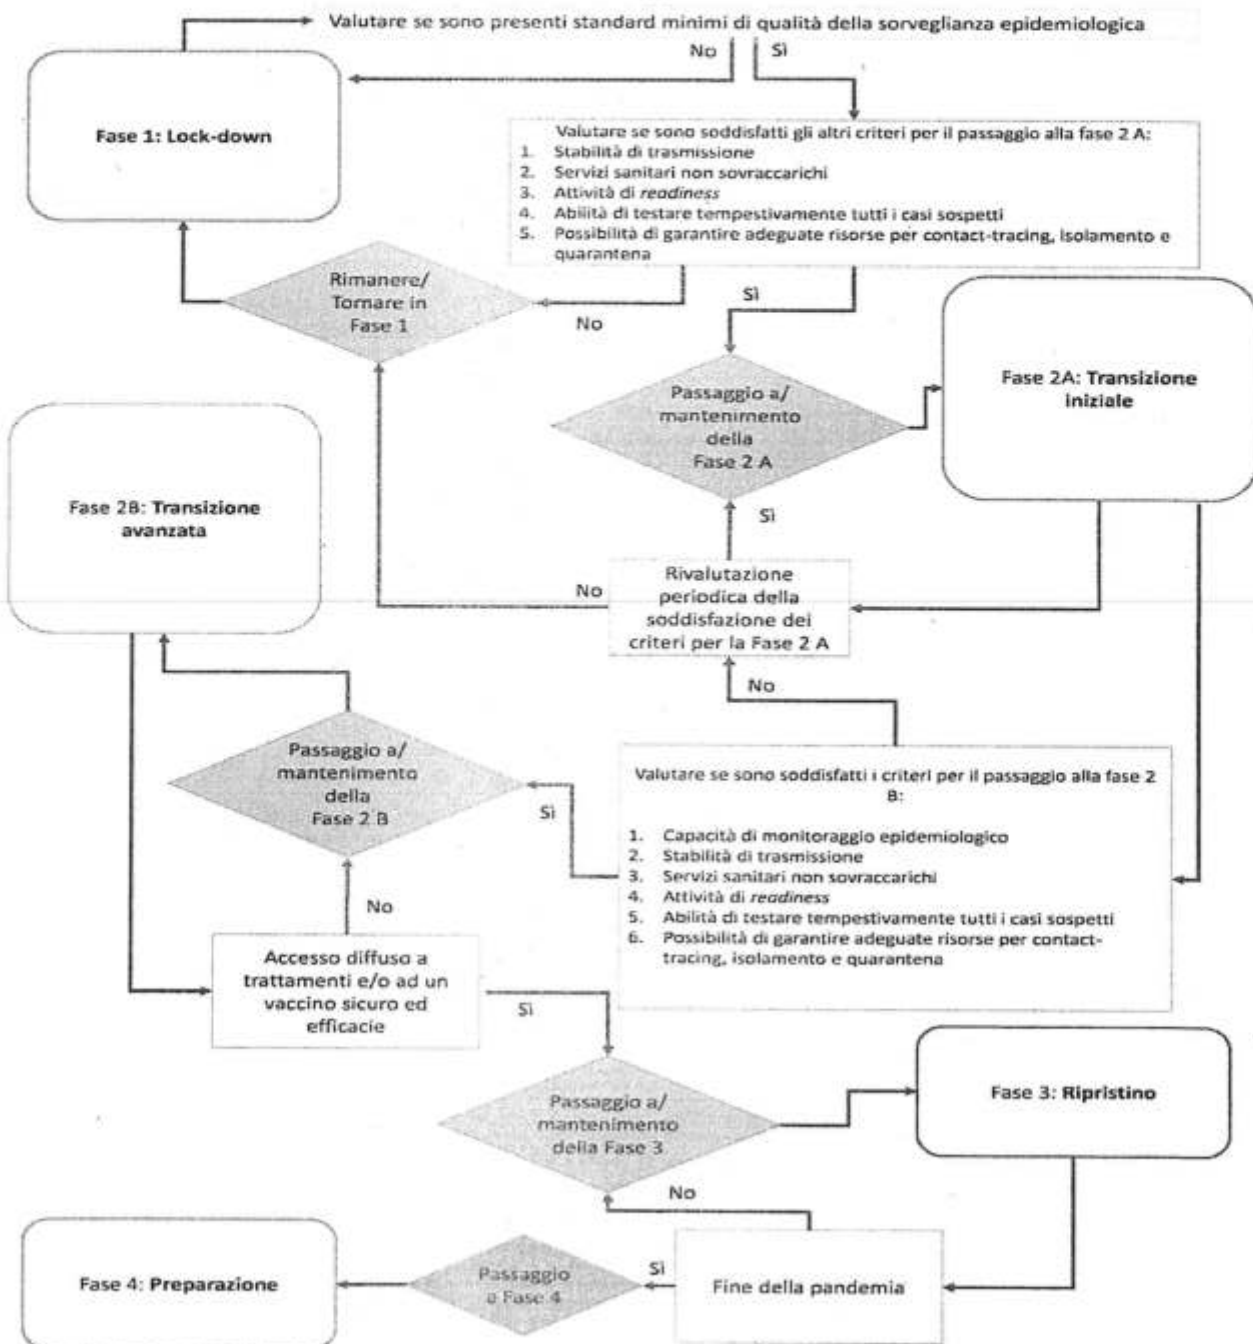 Valutare se sono presenti standard minimi di qualità della sorveglianza epidemiologica
No
Sì
Fase 1: Lock-down
Valutare se sono soddisfatti gli altri criteri per il passaggio alla fase 2 A:
1. Stabilità di trasmissione
2. Servizi sanitari non sovraccarichi
3. Attività di readiness
4. Abilità di testare tempestivamente tutti i casi sospetti
5. Possibilità di garantire adeguate risorse per contact-tracing, isolamento e
quarantena
Rimanere/
Tornare in
Fase 1
No
Sì
Passaggio a/
mantenimento
della
Fase 2 A
Fase 2A: Transizione
iniziale
Fase 2B: Transizione
avanzata
Sì
No
Rivalutazione
periodica della
soddisfazione dei
criteri per la Fase 2 A
No
Passaggio a/
mantenimento
della
Fase 2 B
Sì
Valutare se sono soddisfatti i criteri per il passaggio alla fase 2
B:
1. Capacità di monitoraggio epidemiologico
2. Stabilità di trasmissione
3. Servizi sanitari non sovraccarichi
4. Attività di readiness
5. Abilità di testare tempestivamente tutti i casi sospetti
6. Possibilità di garantire adeguate risorse per contact-
tracing, isolamento e quarantena
No
Accesso diffuso a
trattamenti e/o ad un
vaccino sicuro ed
efficacie
Sì
Passaggio a/
mantenimento
della Fase 3
Fase 3: Ripristino
No
Fase 4: Preparazione
Passaggio
a Fase 4
Sì
Fine della pandemia